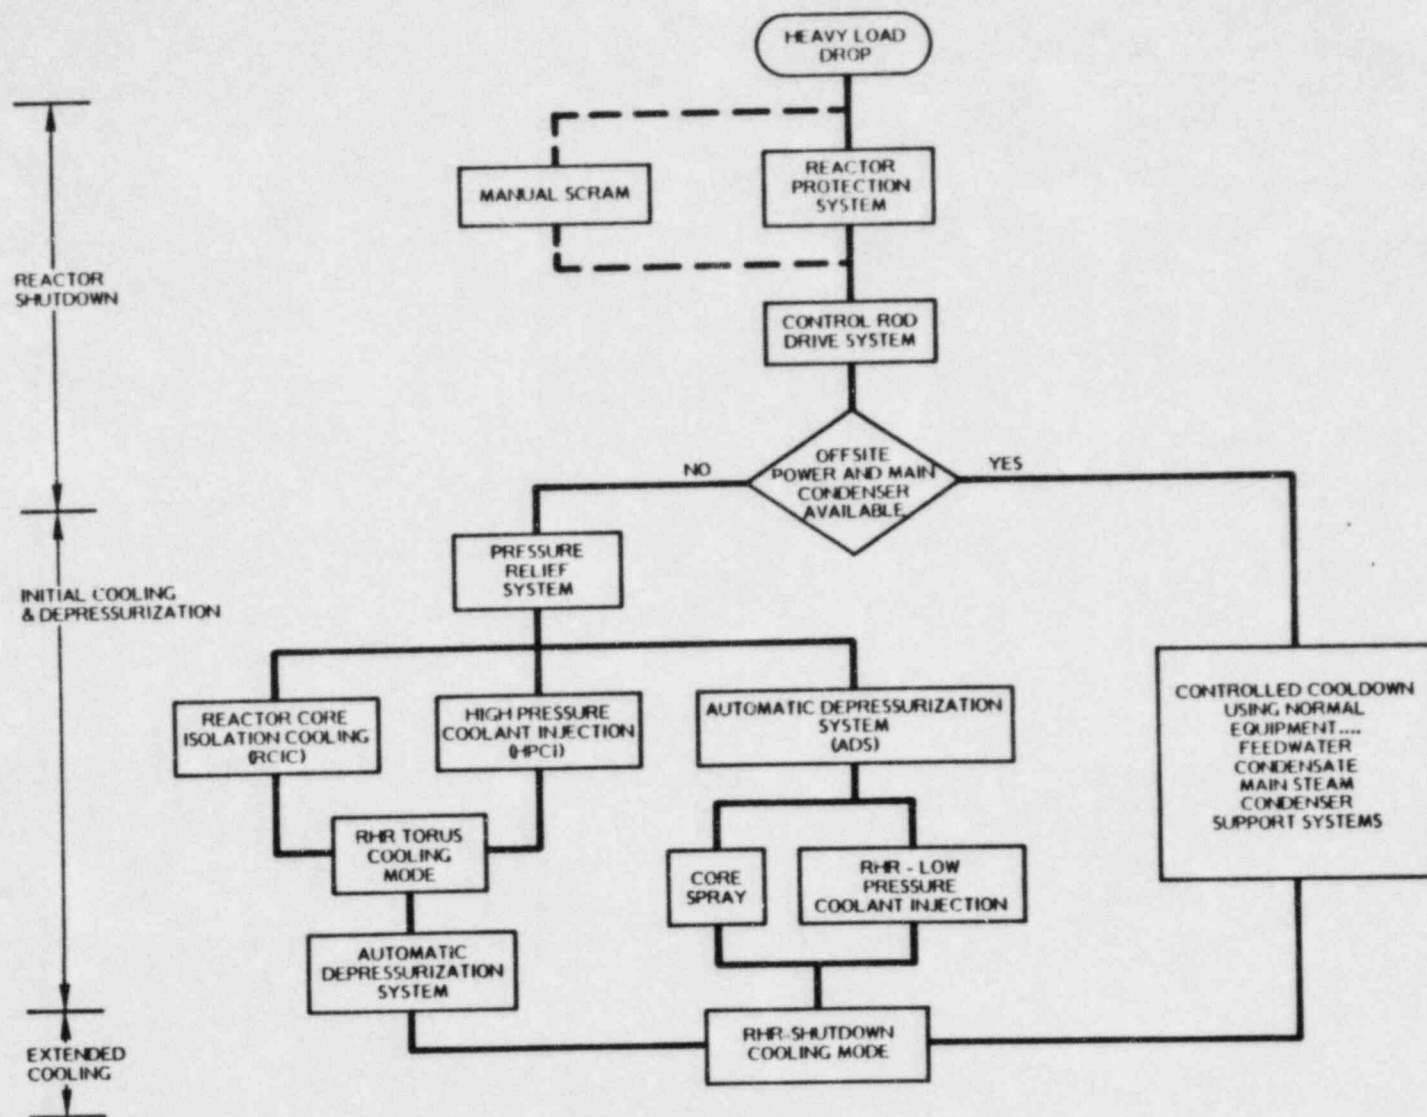 HEAVY LOAD
DROP
MANUAL SCRAM
REACTOR
PROTECTION
SYSTEM
REACTOR
SHUTDOWN
CONTROL ROD
DRIVE SYSTEM
OFFSITE
POWER AND MAIN
CONDENSER
AVAILABLE
NO
YES
PRESSURE
RELIEF
SYSTEM
INITIAL COOLING
& DEPRESSURIZATION
REACTOR CORE
ISOLATION COOLING
(RCIC)
HIGH PRESSURE
COOLANT INJECTION
(HPCI)
AUTOMATIC DEPRESSURIZATION
SYSTEM
(ADS)
CONTROLLED COOLDOWN
USING NORMAL
EQUIPMENT....
FEEDWATER
CONDENSATE
MAIN STEAM
CONDENSER
SUPPORT SYSTEMS
RHR TORUS
COOLING
MODE
CORE
SPRAY
RHR - LOW
PRESSURE
COOLANT INJECTION
AUTOMATIC
DEPRESSURIZATION
SYSTEM
RHR-SHUTDOWN
COOLING MODE
EXTENDED
COOLING